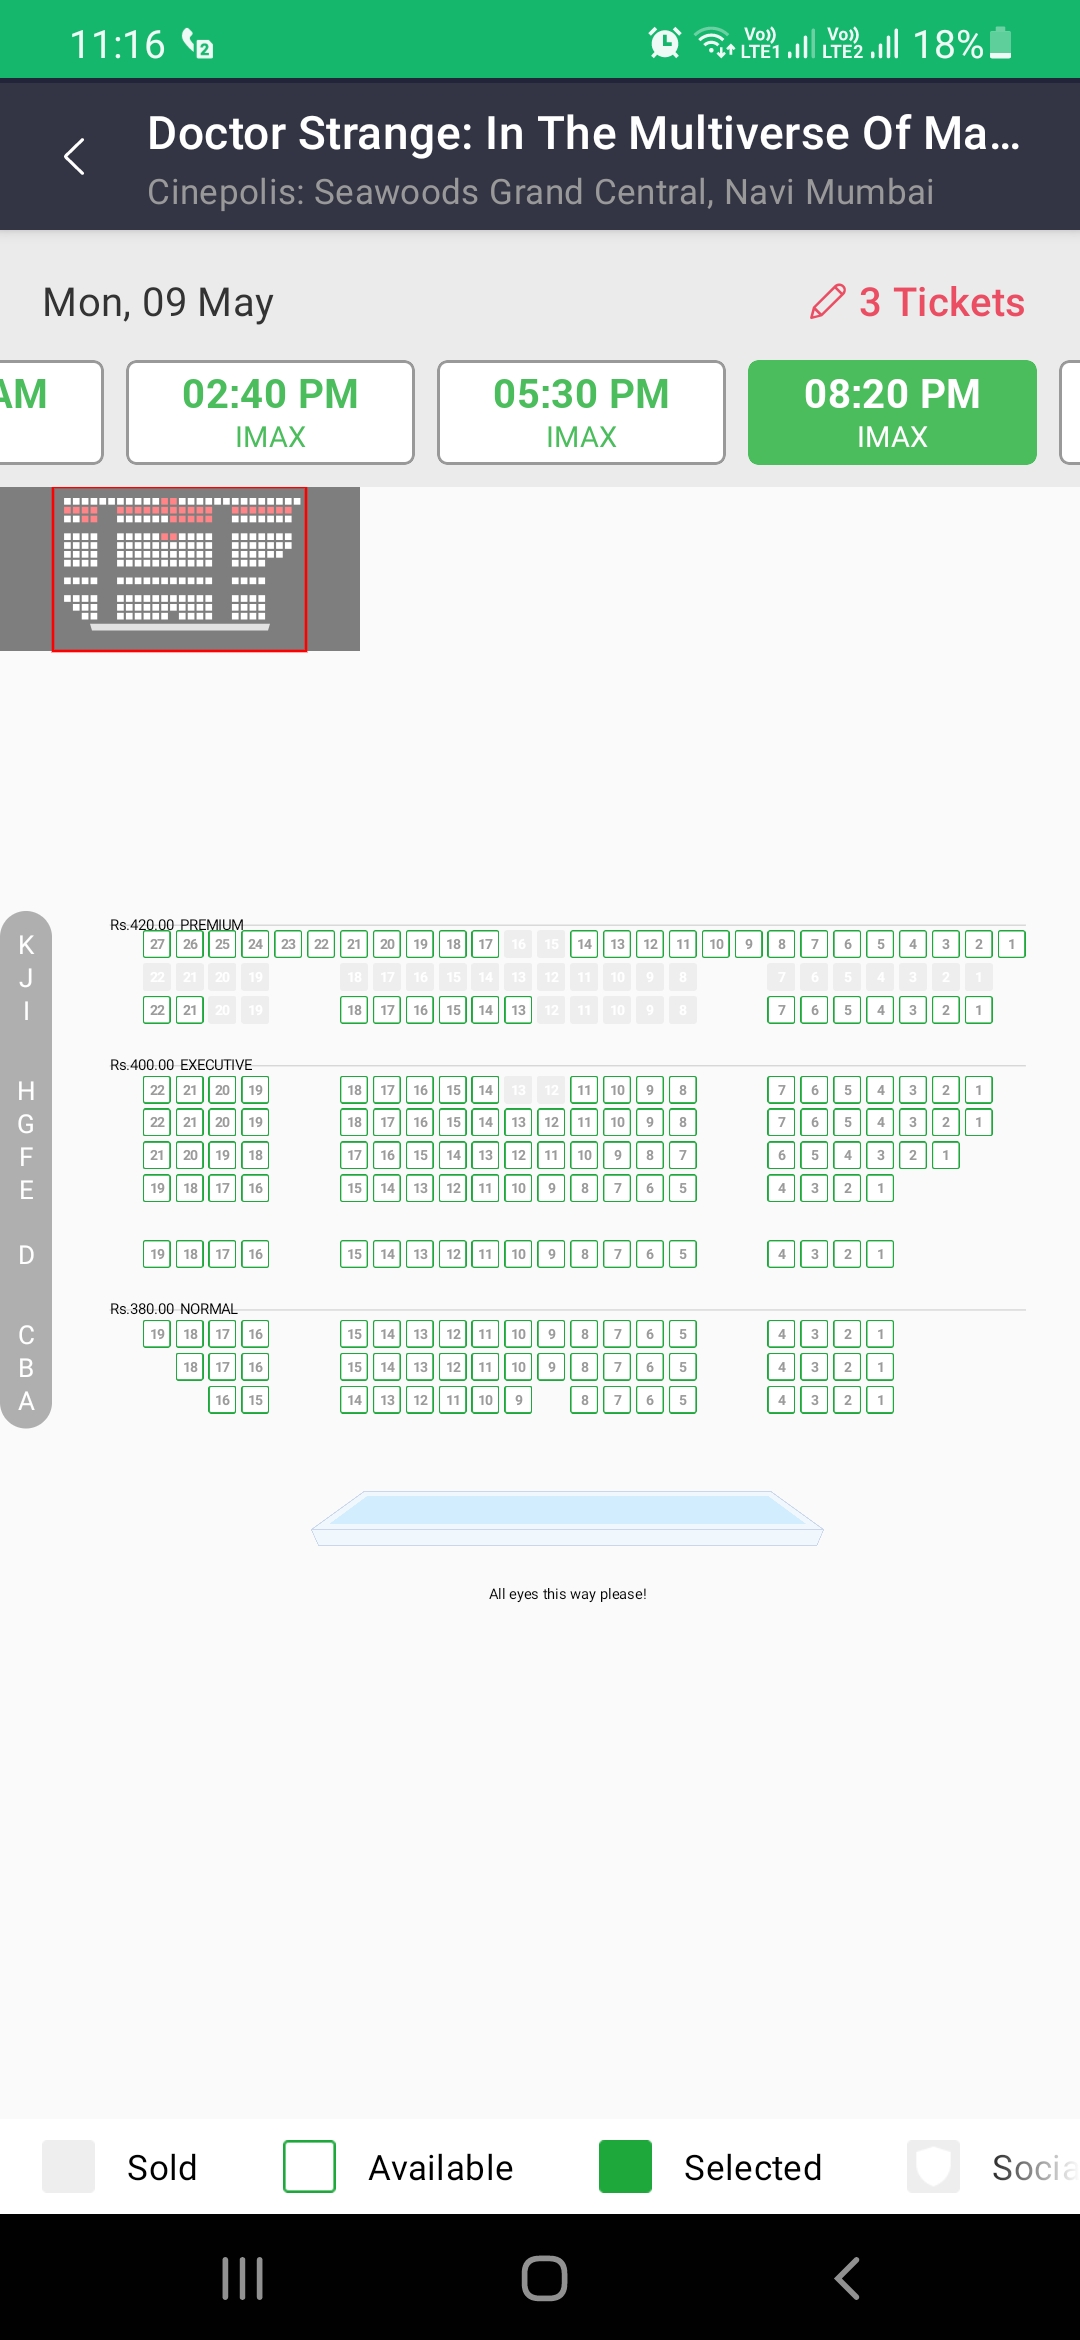 11:16 2 Vo)) LTE1 Vo)) LTE2 18%
Doctor Strange: In The Multiverse Of Ma...
Cinepolis: Seawoods Grand Central, Navi Mumbai
Mon, 09 May 3 Tickets
AM 02:40 PM 05:30 PM 08:20 PM
IMAX IMAX IMAX
Rs.420.00 PREMIUM
K 27 26 25 24 23 22 21 20 19 18 17 16 15 14 13 12 11 10 9 8 7 6 5 4 3 2 1
J 22 21 20 19 18 17 16 15 14 13 12 11 10 9 8 7 6 5 4 3 2 1
I 22 21 20 19 18 17 16 15 14 13 12 11 10 9 8 7 6 5 4 3 2 1
Rs.400.00 EXECUTIVE
H 22 21 20 19 18 17 16 15 14 13 12 11 10 9 8 7 6 5 4 3 2 1
G 22 21 20 19 18 17 16 15 14 13 12 11 10 9 8 7 6 5 4 3 2 1
F 21 20 19 18 17 16 15 14 13 12 11 10 9 8 7 6 5 4 3 2 1
E 19 18 17 16 15 14 13 12 11 10 9 8 7 6 5 4 3 2 1
D 19 18 17 16 15 14 13 12 11 10 9 8 7 6 5 4 3 2 1
Rs.380.00 NORMAL
C 19 18 17 16 15 14 13 12 11 10 9 8 7 6 5 4 3 2 1
B 18 17 16 15 14 13 12 11 10 9 8 7 6 5 4 3 2 1
A 16 15 14 13 12 11 10 9 8 7 6 5 4 3 2 1
All eyes this way please!
Sold Available Selected Socia